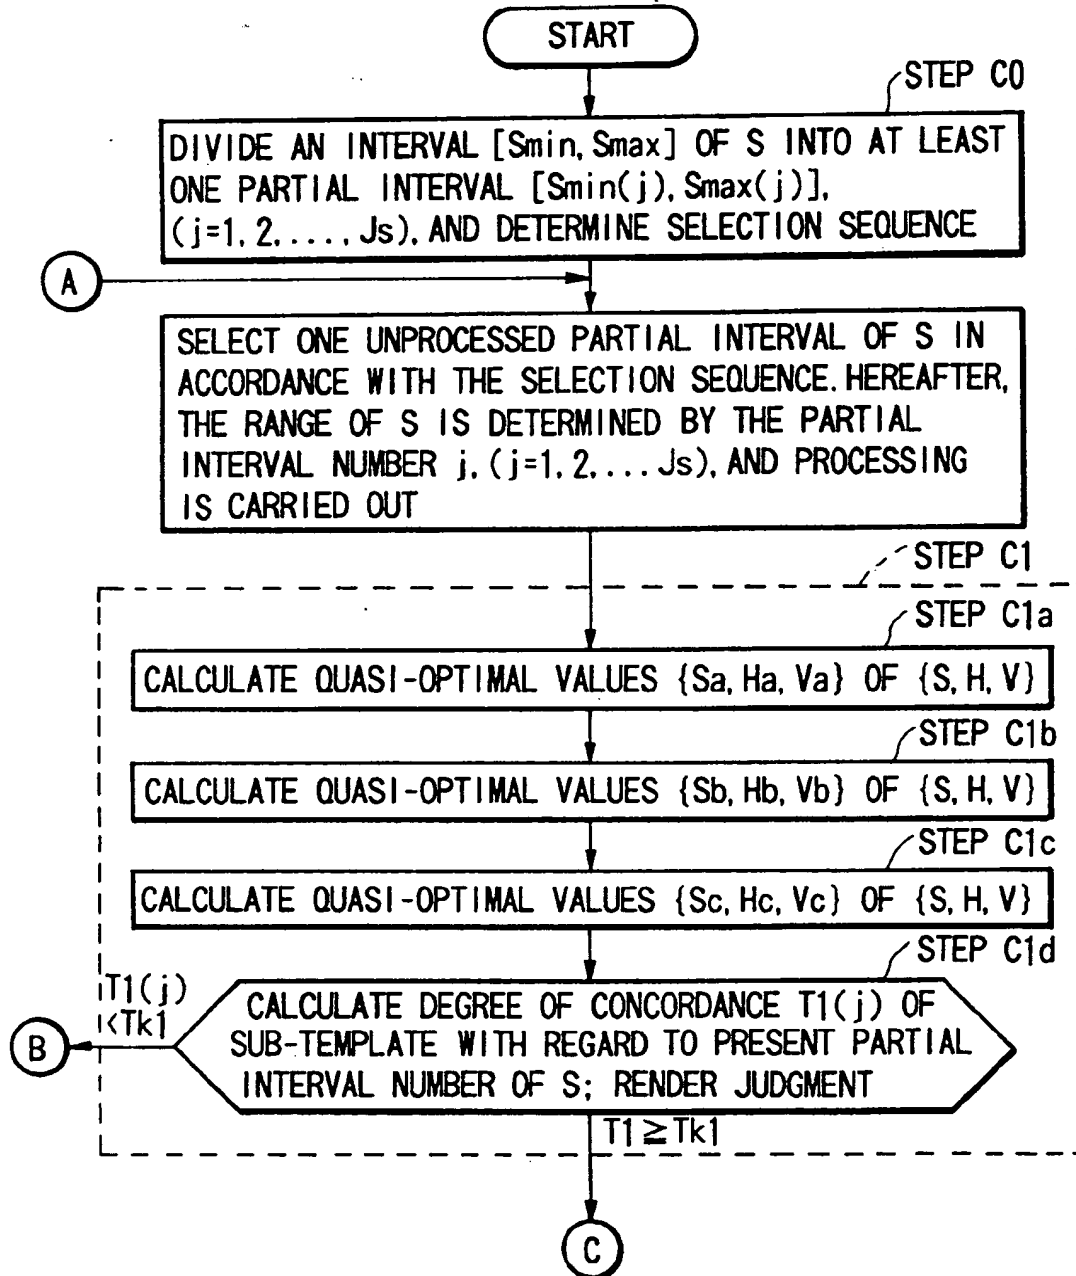 START
STEP C0
DIVIDE AN INTERVAL [Smin, Smax] OF S INTO AT LEAST
ONE PARTIAL INTERVAL [Smin(j), Smax(j)],
(j=1, 2, . . . , Js), AND DETERMINE SELECTION SEQUENCE
A
SELECT ONE UNPROCESSED PARTIAL INTERVAL OF S IN
ACCORDANCE WITH THE SELECTION SEQUENCE. HEREAFTER,
THE RANGE OF S IS DETERMINED BY THE PARTIAL
INTERVAL NUMBER j, (j=1, 2, . . . Js), AND PROCESSING
IS CARRIED OUT
STEP C1
STEP C1a
CALCULATE QUASI-OPTIMAL VALUES {Sa, Ha, Va} OF {S, H, V}
STEP C1b
CALCULATE QUASI-OPTIMAL VALUES {Sb, Hb, Vb} OF {S, H, V}
STEP C1c
CALCULATE QUASI-OPTIMAL VALUES {Sc, Hc, Vc} OF {S, H, V}
STEP C1d
T1(j)
<Tk1
B
CALCULATE DEGREE OF CONCORDANCE T1(j) OF
SUB-TEMPLATE WITH REGARD TO PRESENT PARTIAL
INTERVAL NUMBER OF S; RENDER JUDGMENT
T1≧Tk1
C